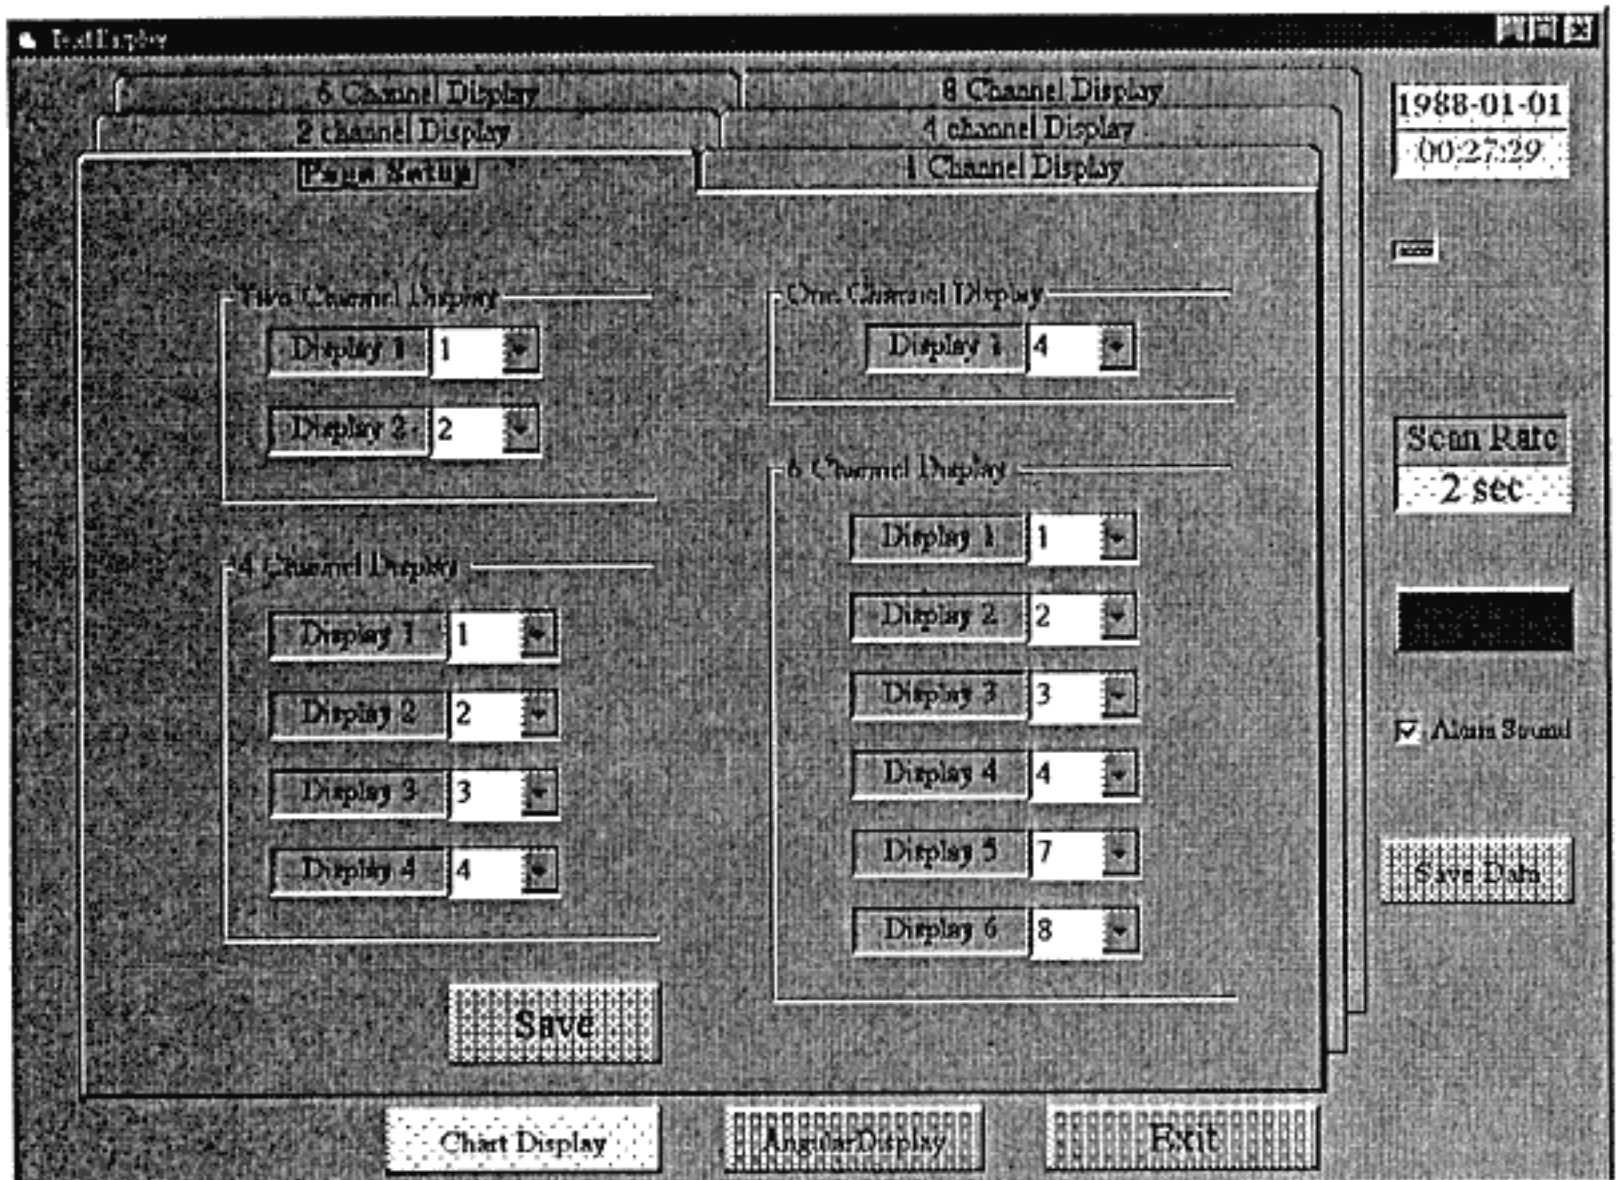 Text Display
6 Channel Display
8 Channel Display
2 channel Display
4 channel Display
Page Setup
1 Channel Display
1988-01-01
00:27:29
Two Channel Display
Display 1 1
Display 2 2
One Channel Display
Display 1 4
4 Channel Display
Display 1 1
Display 2 2
Display 3 3
Display 4 4
6 Channel Display
Display 1 1
Display 2 2
Display 3 3
Display 4 4
Display 5 7
Display 6 8
Scan Rate
2 sec
Alarm Sound
Save Data
Save
Chart Display
AngularDisplay
Exit